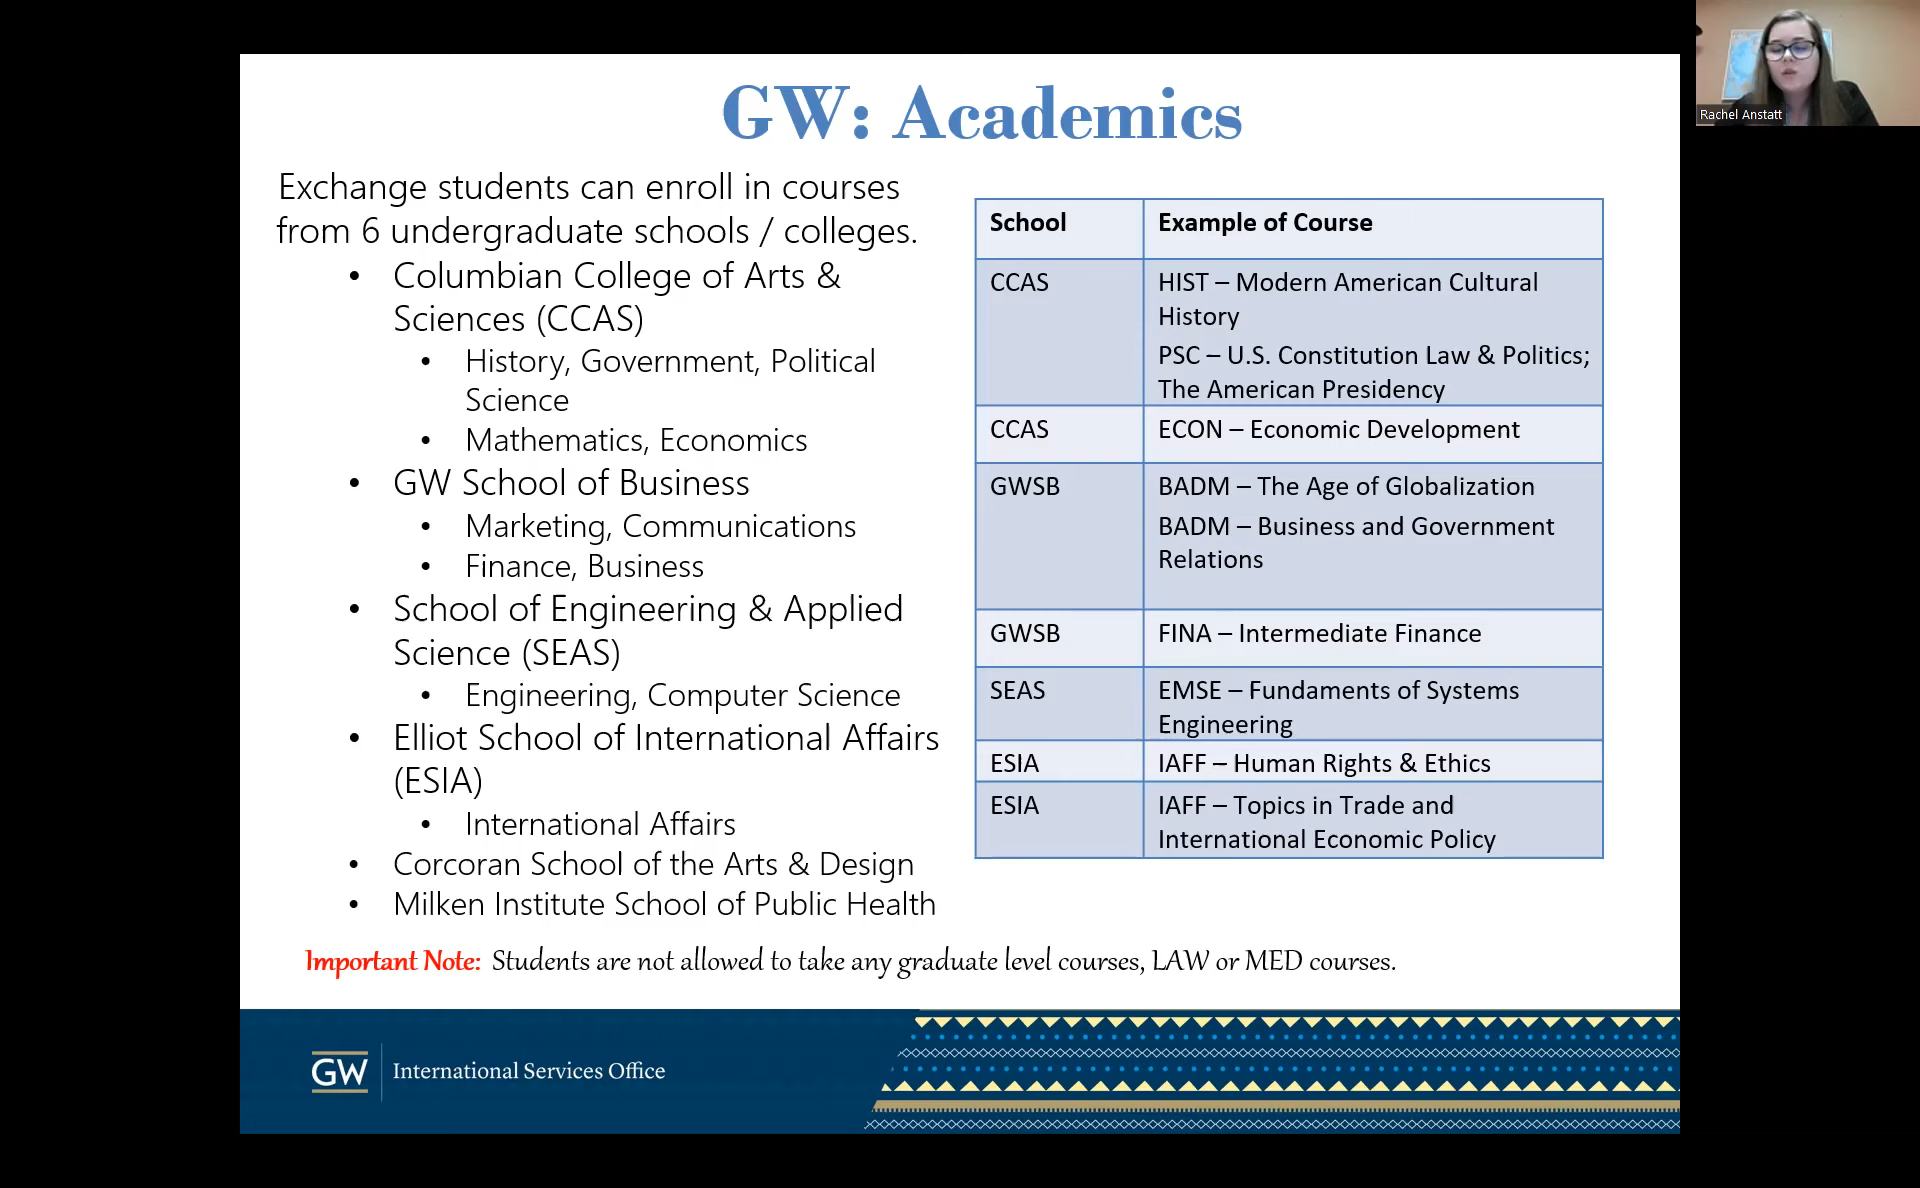 GW: Academics
Exchange students can enroll in courses
from 6 undergraduate schools / colleges.
• Columbian College of Arts &
Sciences (CCAS)
• History, Government, Political
Science
• Mathematics, Economics
• GW School of Business
• Marketing, Communications
• Finance, Business
• School of Engineering & Applied
Science (SEAS)
• Engineering, Computer Science
• Elliot School of International Affairs
(ESIA)
• International Affairs
• Corcoran School of the Arts & Design
• Milken Institute School of Public Health
School Example of Course
CCAS HIST – Modern American Cultural
History
PSC – U.S. Constitution Law & Politics;
The American Presidency
CCAS ECON – Economic Development
GWSB BADM – The Age of Globalization
BADM – Business and Government
Relations
GWSB FINA – Intermediate Finance
SEAS EMSE – Fundaments of Systems
Engineering
ESIA IAFF – Human Rights & Ethics
ESIA IAFF – Topics in Trade and
International Economic Policy
Important Note: Students are not allowed to take any graduate level courses, LAW or MED courses.
GW International Services Office
Rachel Anstatt